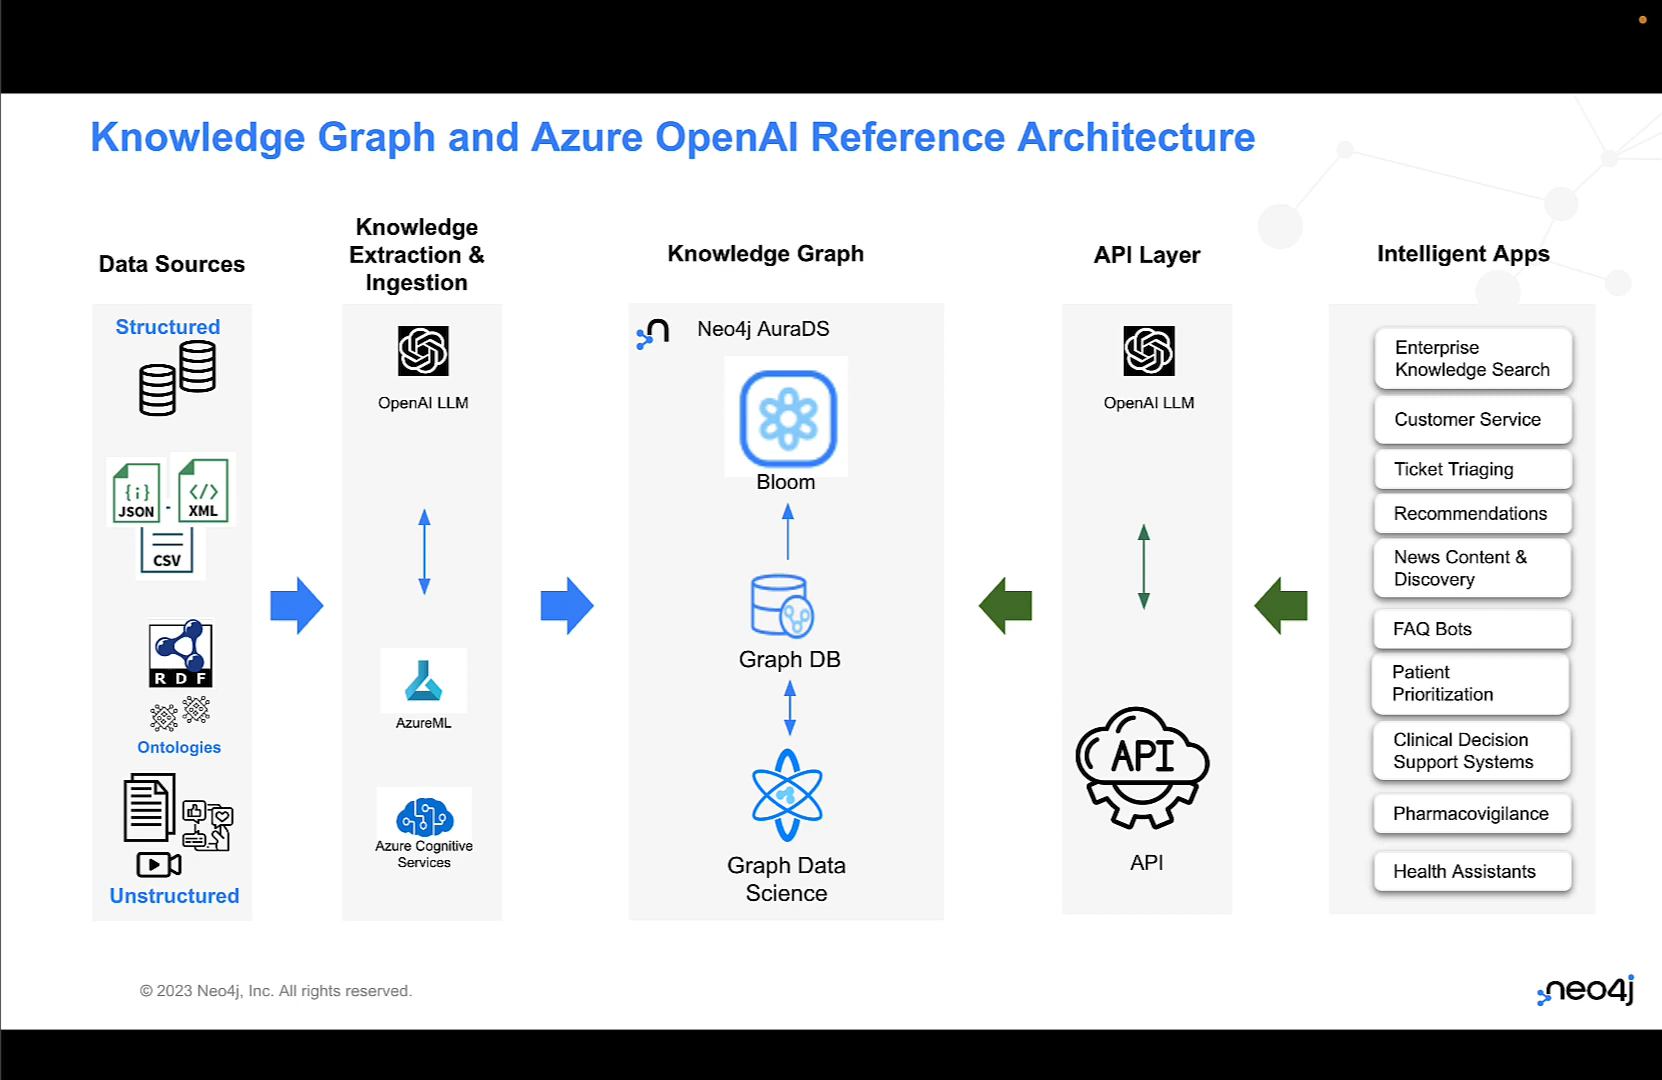 Knowledge Graph and Azure OpenAI Reference Architecture
Data Sources
Structured
{i}
JSON
</>
XML
CSV
RDF
Ontologies
Unstructured
Knowledge
Extraction &
Ingestion
OpenAI LLM
AzureML
Azure Cognitive
Services
Knowledge Graph
Neo4j AuraDS
Bloom
Graph DB
Graph Data
Science
API Layer
OpenAI LLM
API
API
Intelligent Apps
Enterprise
Knowledge Search
Customer Service
Ticket Triaging
Recommendations
News Content &
Discovery
FAQ Bots
Patient
Prioritization
Clinical Decision
Support Systems
Pharmacovigilance
Health Assistants
© 2023 Neo4j, Inc. All rights reserved.
neo4j